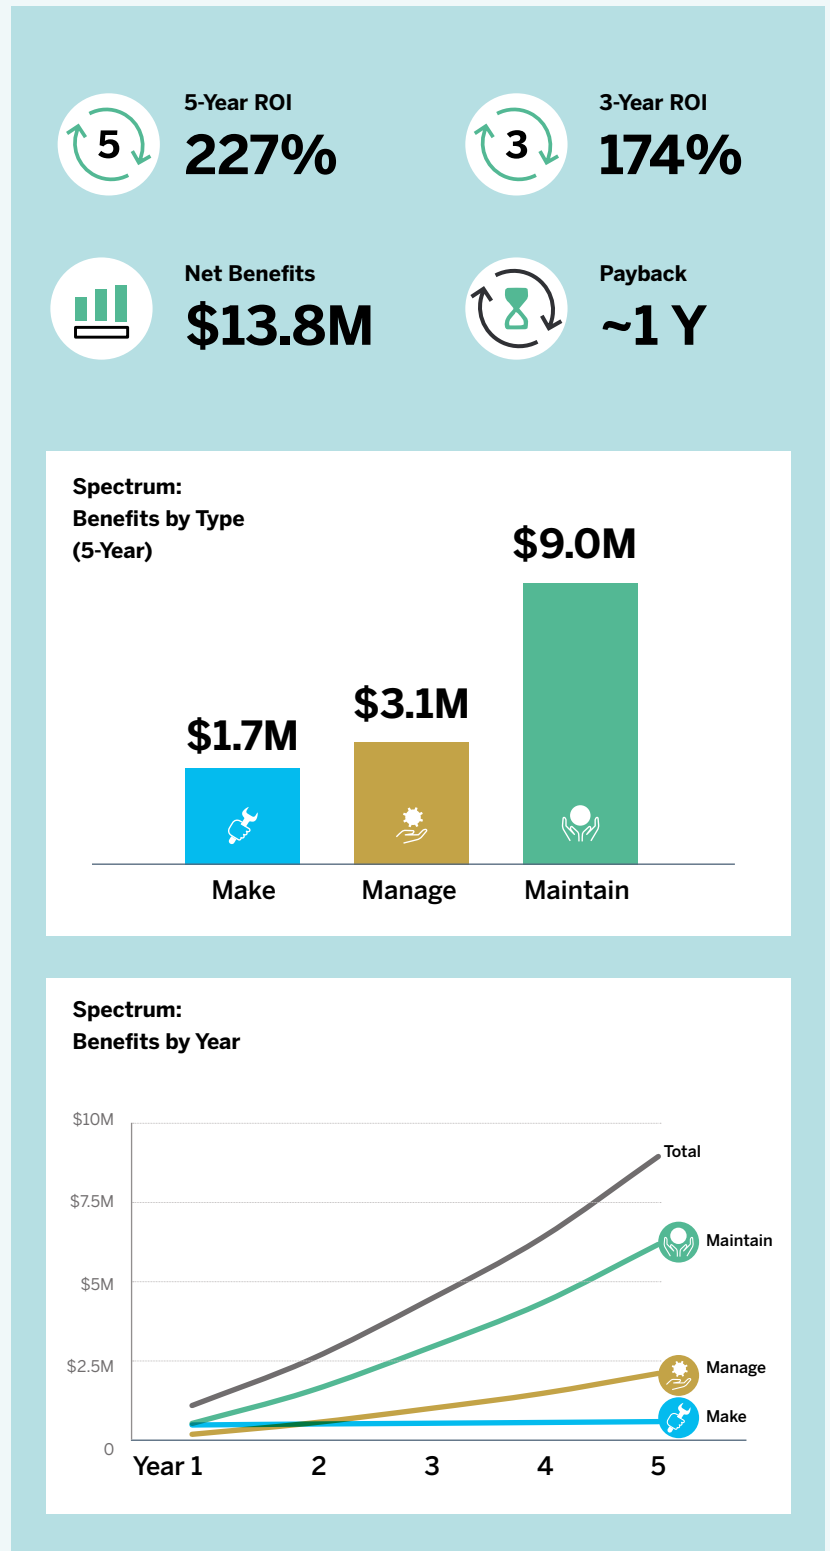 5
5-Year ROI
227%
3
3-Year ROI
174%
Net Benefits
$13.8M
Payback
~1 Y
Spectrum:
Benefits by Type
(5-Year)
$1.7M
$3.1M
$9.0M
Make
Manage
Maintain
Spectrum:
Benefits by Year
$10M
$7.5M
$5M
$2.5M
0
Total
Maintain
Manage
Make
Year 1
2
3
4
5